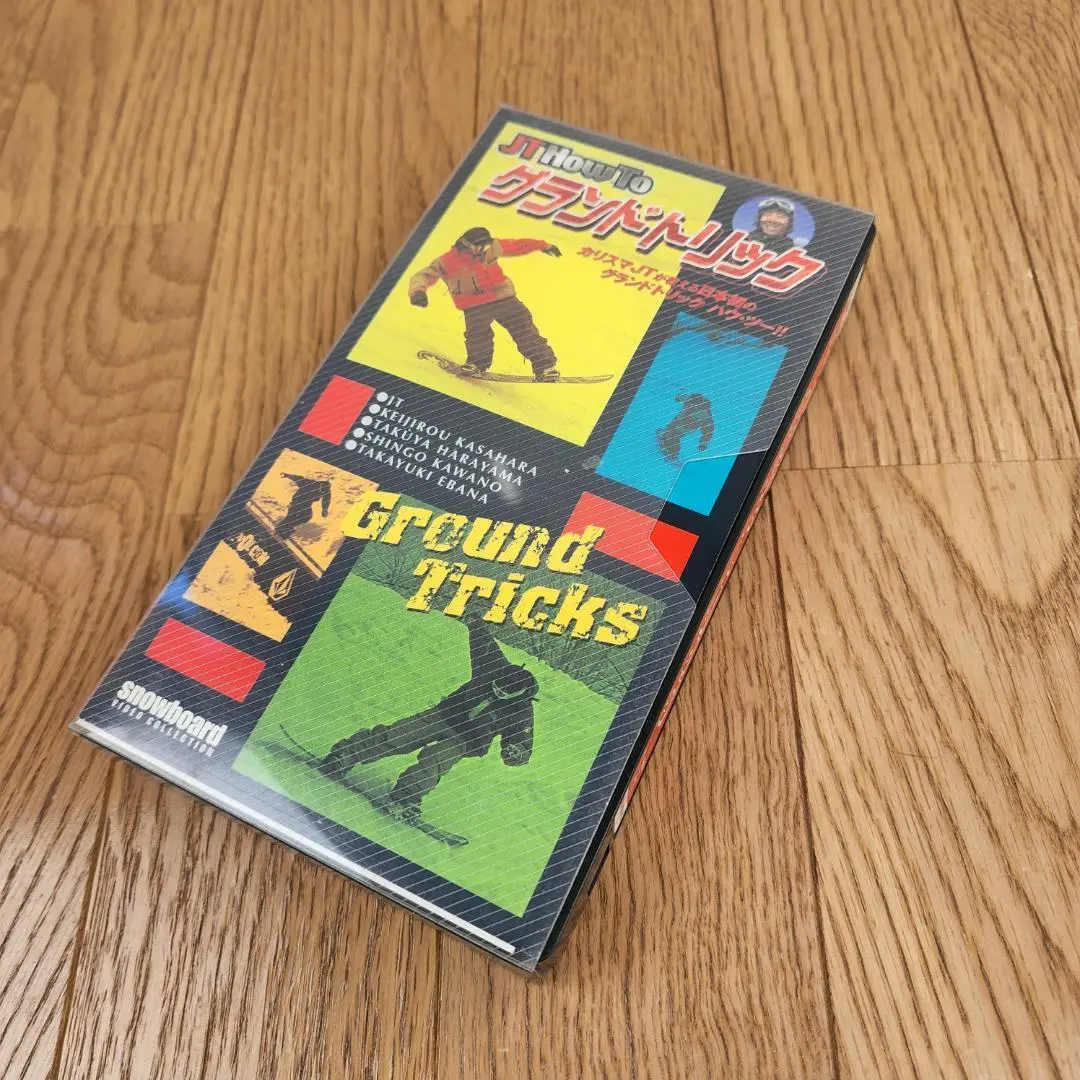 JT How To
グランドトリック
カリスマJTが教える日本初の
グランドトリック ハウ・ツー!!
●JT
●KEIJIROU KASAHARA
●TAKUYA HARAYAMA
●SHINGO KAWANO
●TAKAYUKI EBANA
Ground
Tricks
snowboard
VIDEO COLLECTION